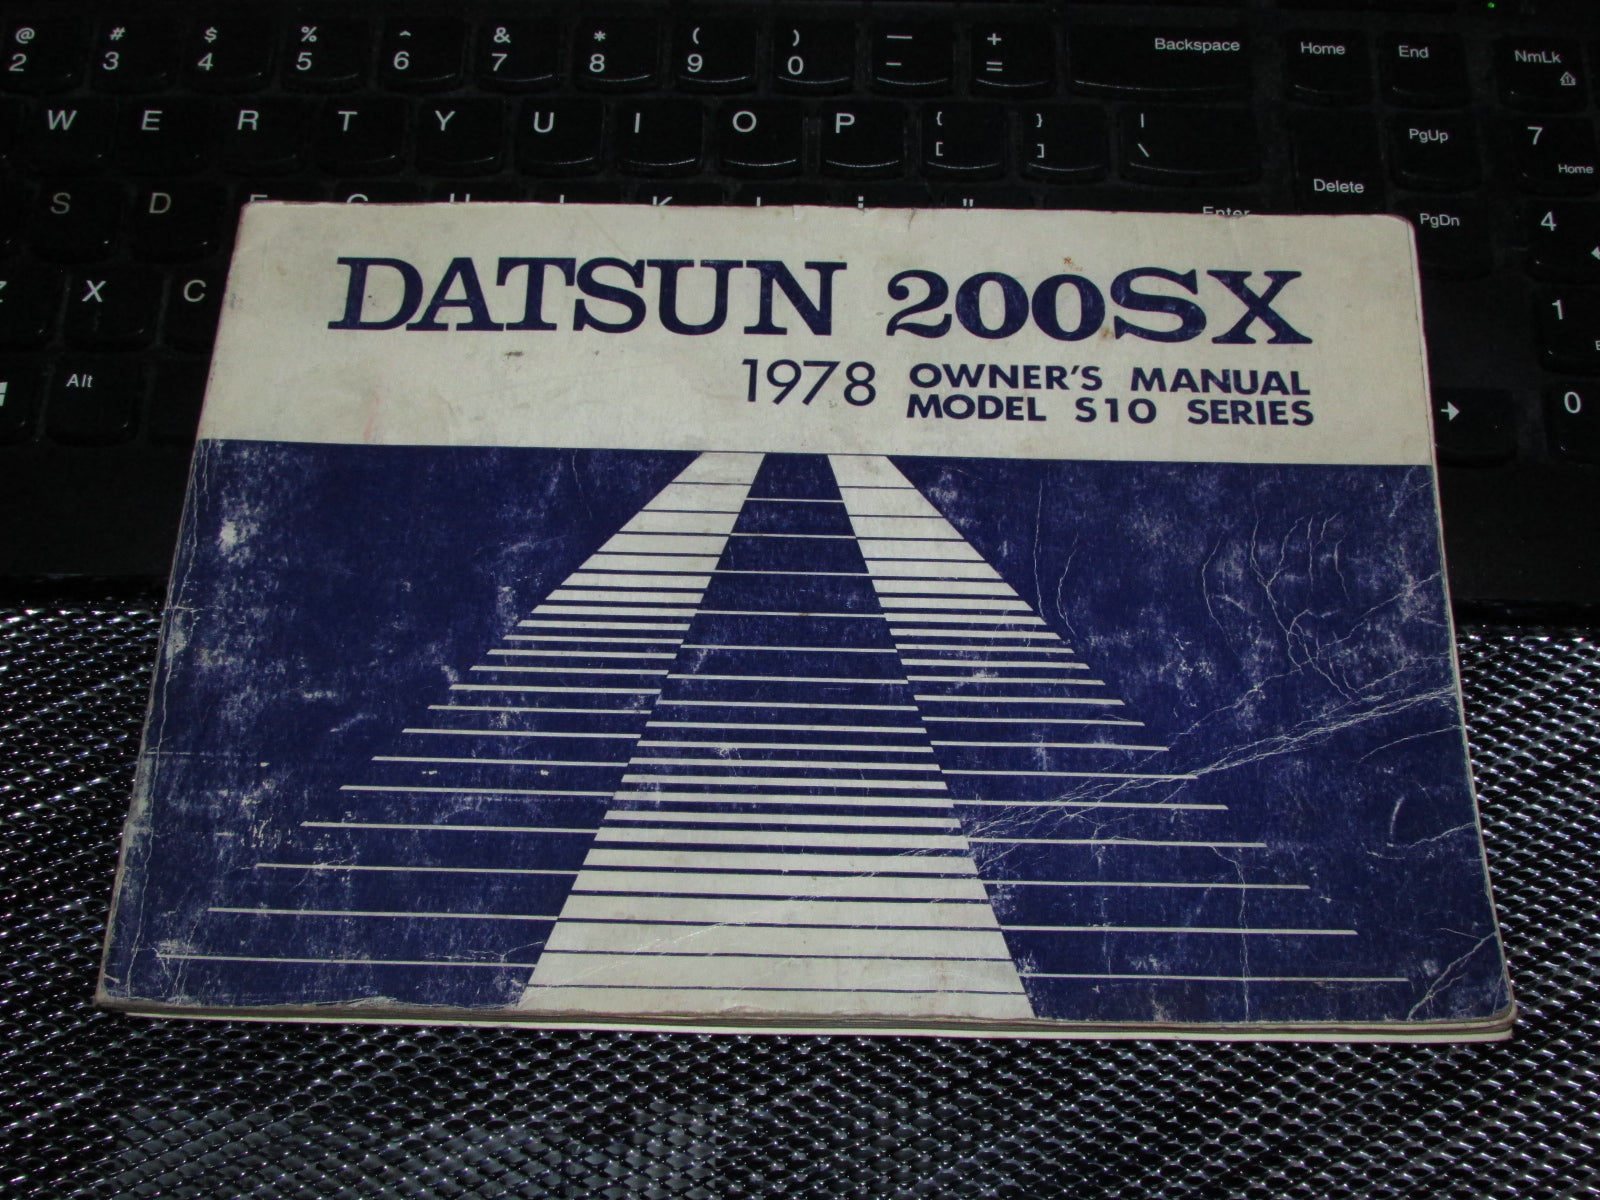 @ # $ % ^ & * ( ) — +
2 3 4 5 6 7 8 9 0 - = Backspace Home End NmLk
W E R T Y U I O P { } |
[ ] \ PgUp 7
Home
Delete
S D Enter PgDn 4
X C
1
Alt
0
DATSUN 200SX
1978 OWNER'S MANUAL
MODEL S10 SERIES